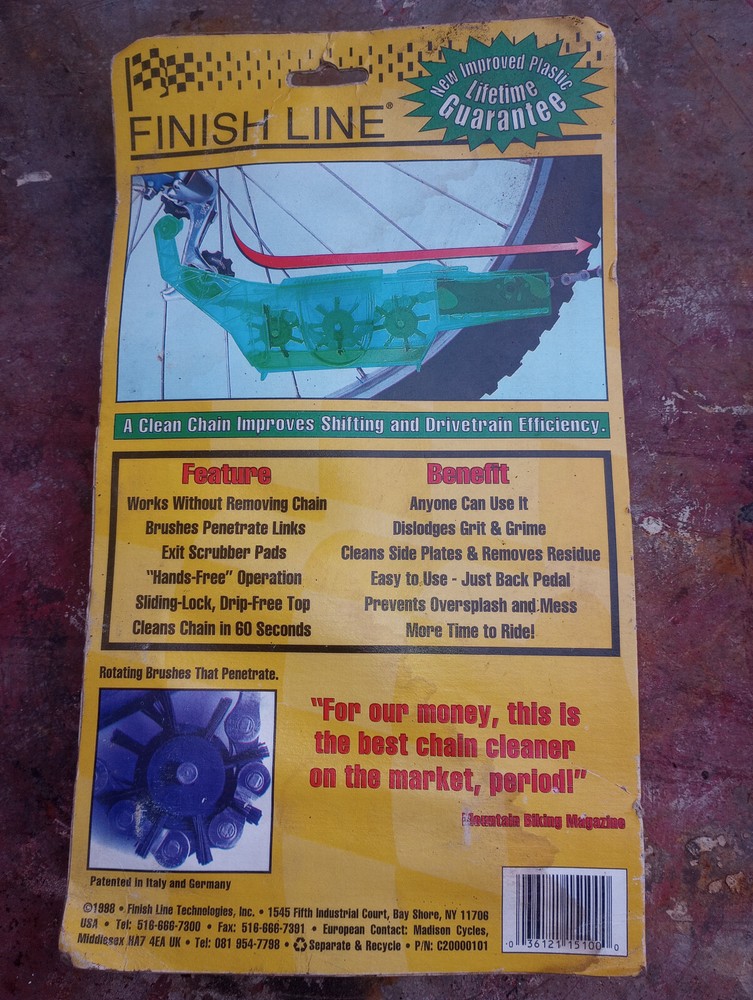 FINISH LINE®
New Improved Plastic
Lifetime
Guarantee
A Clean Chain Improves Shifting and Drivetrain Efficiency.
Feature Benefit
Works Without Removing Chain Anyone Can Use It
Brushes Penetrate Links Dislodges Grit & Grime
Exit Scrubber Pads Cleans Side Plates & Removes Residue
"Hands-Free" Operation Easy to Use - Just Back Pedal
Sliding-Lock, Drip-Free Top Prevents Oversplash and Mess
Cleans Chain in 60 Seconds More Time to Ride!
Rotating Brushes That Penetrate.
"For our money, this is
the best chain cleaner
on the market, period!"
Mountain Biking Magazine
Patented in Italy and Germany
©1998 • Finish Line Technologies, Inc. • 1545 Fifth Industrial Court, Bay Shore, NY 11706
USA • Tel: 516-666-7300 • Fax: 516-666-7391 • European Contact: Madison Cycles,
Middlesex HA7 4EA UK • Tel: 081 954-7798 • Separate & Recycle • P/N: C20000101
0 36121 15100 0